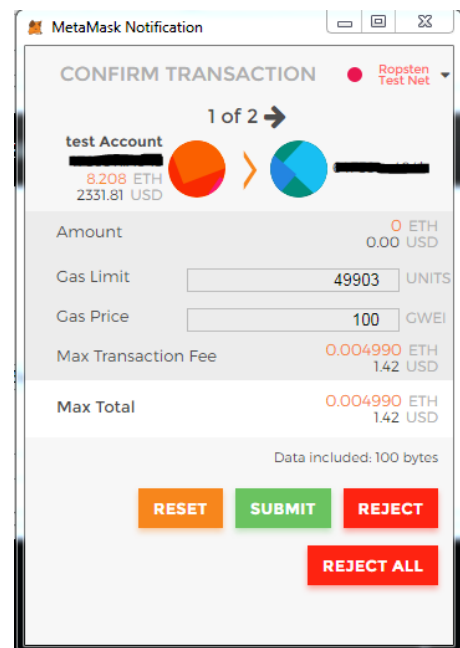 MetaMask Notification
CONFIRM TRANSACTION
Ropsten
Test Net
1 of 2
test Account
8.208 ETH
2331.81 USD
Amount 0 ETH
0.00 USD
Gas Limit 49903 UNITS
Gas Price 100 GWEI
Max Transaction Fee 0.004990 ETH
1.42 USD
Max Total 0.004990 ETH
1.42 USD
Data included: 100 bytes
RESET SUBMIT REJECT
REJECT ALL